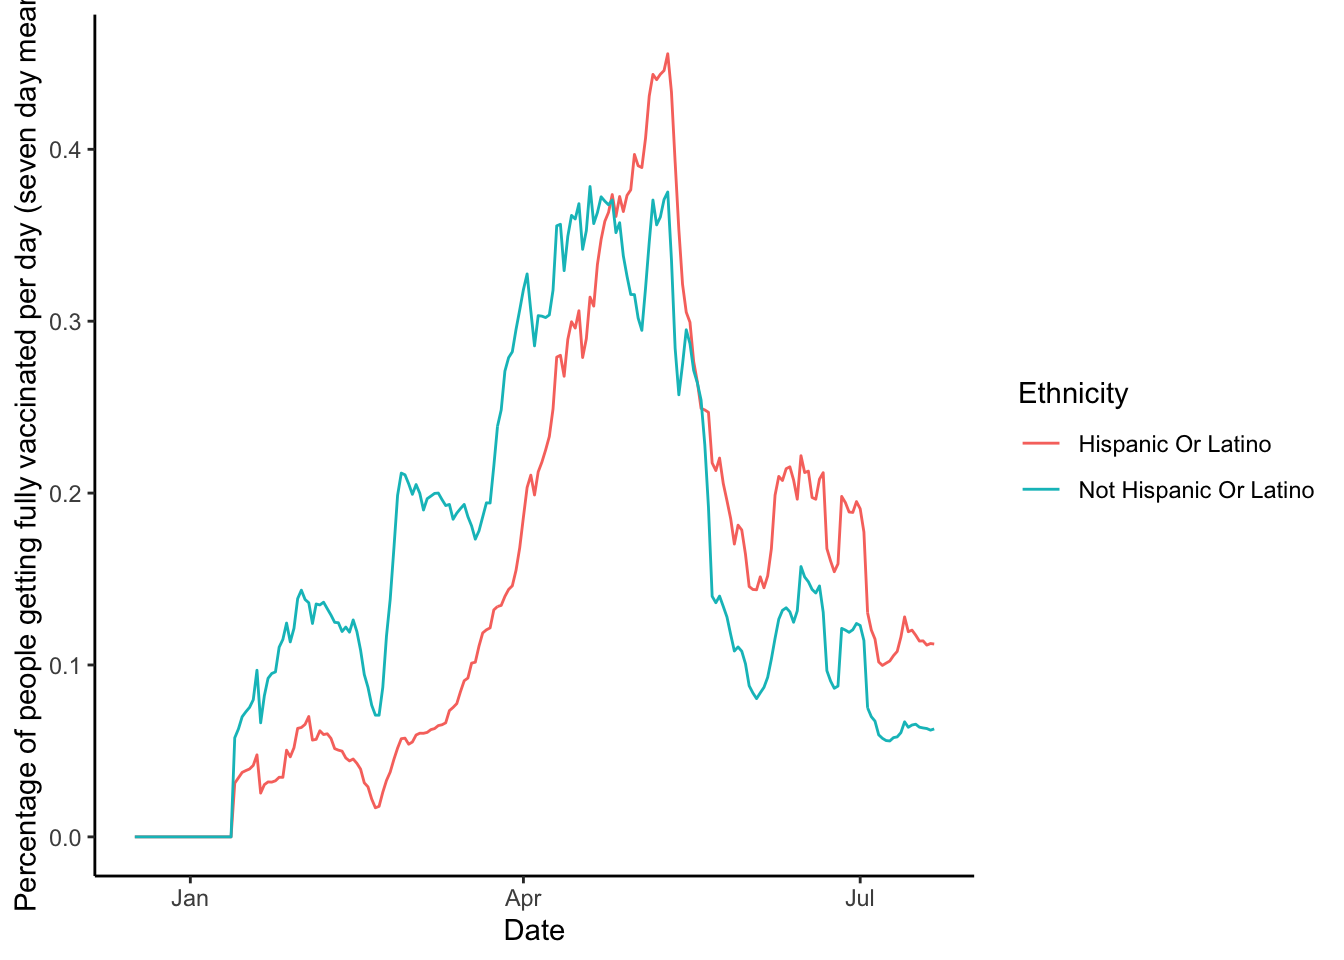 Percentage of people getting fully vaccinated per day (seven day mean
0.4
0.3
0.2
0.1
0.0
Jan
Apr
Jul
Date
Ethnicity
Hispanic Or Latino
Not Hispanic Or Latino